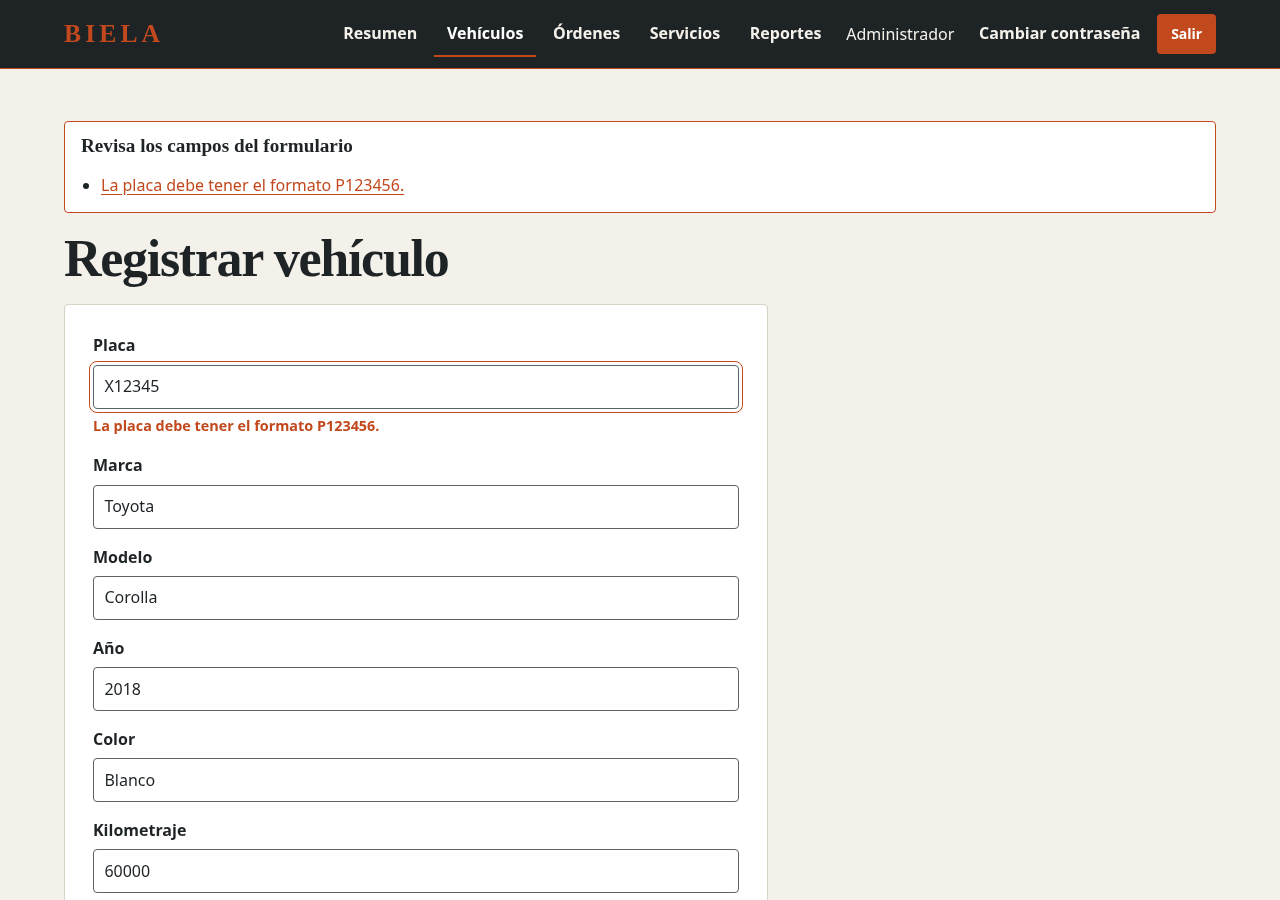 BIELA
Resumen Vehículos Órdenes Servicios Reportes Administrador Cambiar contraseña Salir
Revisa los campos del formulario
La placa debe tener el formato P123456.
Registrar vehículo
Placa
X12345
La placa debe tener el formato P123456.
Marca
Toyota
Modelo
Corolla
Año
2018
Color
Blanco
Kilometraje
60000